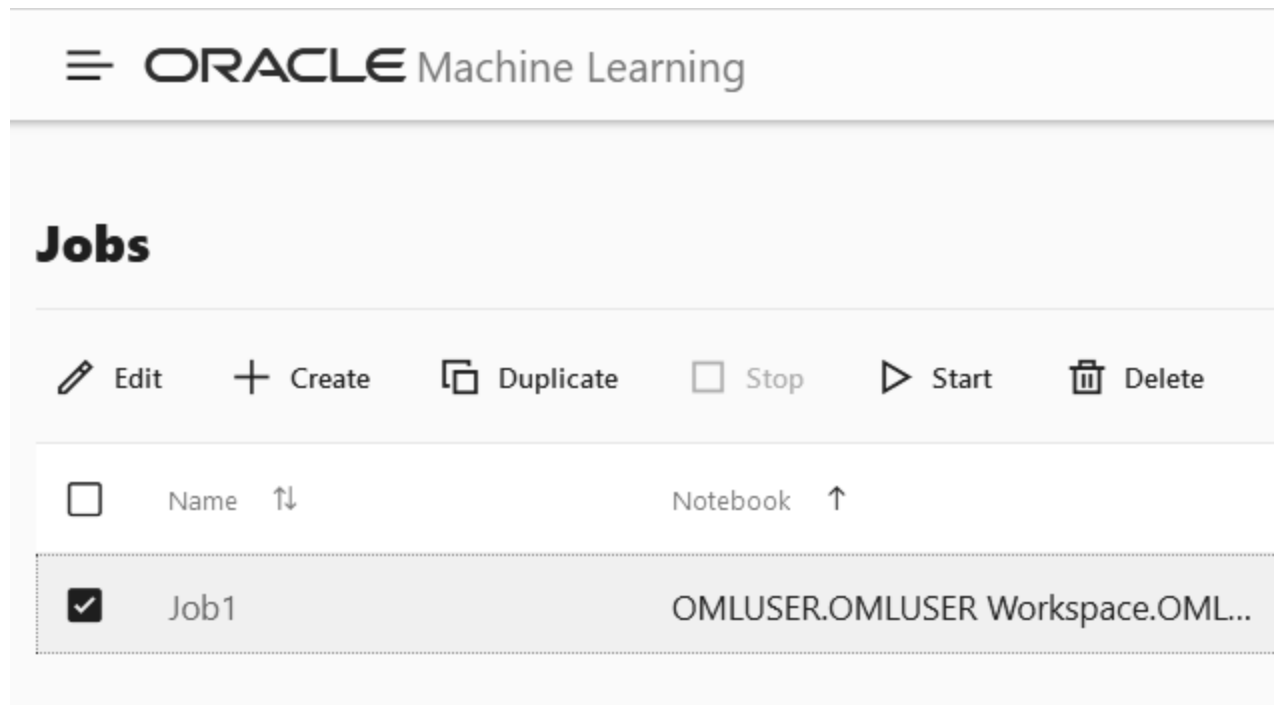 ORACLE Machine Learning
Jobs
Edit Create Duplicate Stop Start Delete
Name Notebook
Job1 OMLUSER.OMLUSER Workspace.OML...